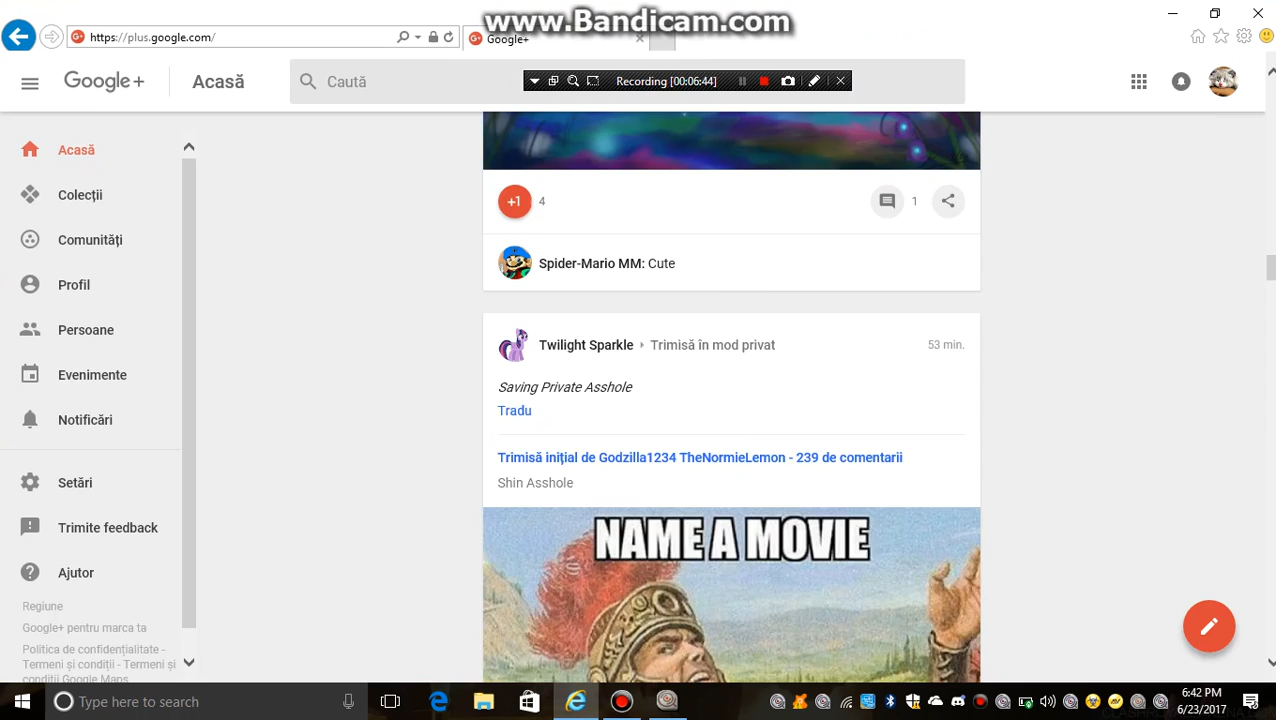 www.Bandicam.com
https://plus.google.com/
Google+
Google+
Acasă
Caută
Recording [00:06:44]
Acasă
Colecții
Comunități
Profil
Persoane
Evenimente
Notificări
Setări
Trimite feedback
Ajutor
Regiune
Google+ pentru marca ta
Politica de confidențialitate -
Termeni și condiții - Termeni și
condiții Google Maps
+1
4
1
Spider-Mario MM: Cute
Twilight Sparkle
Trimisă în mod privat
53 min.
Saving Private Asshole
Tradu
Trimisă inițial de Godzilla1234 TheNormieLemon - 239 de comentarii
Shin Asshole
NAME A MOVIE
Type here to search
6:42 PM
6/23/2017